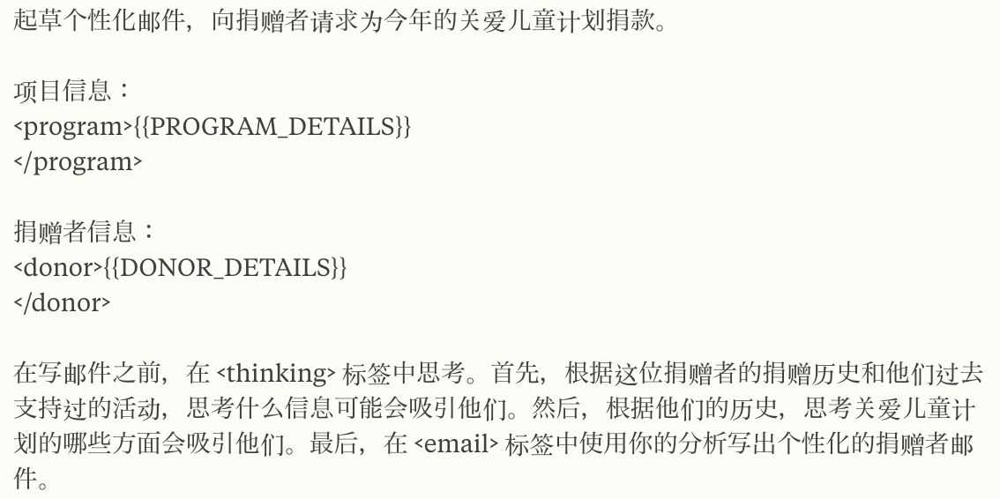 起草个性化邮件，向捐赠者请求为今年的关爱儿童计划捐款。
项目信息：
<program>{{PROGRAM_DETAILS}}
</program>
捐赠者信息：
<donor>{{DONOR_DETAILS}}
</donor>
在写邮件之前，在 <thinking> 标签中思考。首先，根据这位捐赠者的捐赠历史和他们过去
支持过的活动，思考什么信息可能会吸引他们。然后，根据他们的历史，思考关爱儿童计
划的哪些方面会吸引他们。最后，在 <email> 标签中使用你的分析写出个性化的捐赠者邮
件。